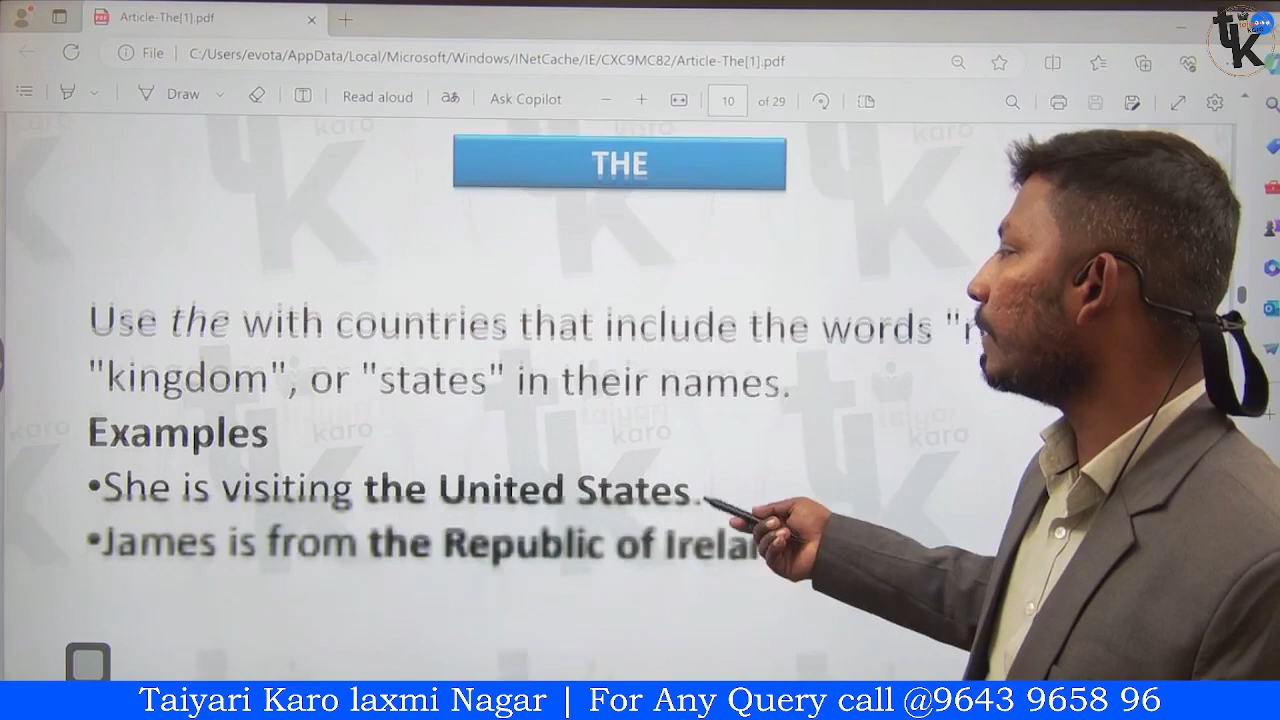 Article-The[1].pdf
File
C:/Users/evota/AppData/Local/Microsoft/Windows/INetCache/IE/CXC9MC82/Article-The[1].pdf
Draw
Read aloud
Ask Copilot
10 of 29
THE
Use the with countries that include the words
"kingdom", or "states" in their names.
Examples
•She is visiting the United States.
•James is from the Republic of
Taiyari Karo laxmi Nagar | For Any Query call @9643 9658 96